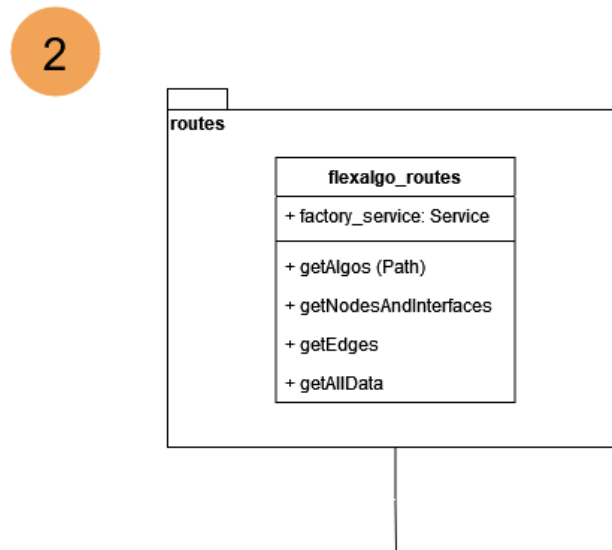 2
routes
flexalgo_routes
+ factory_service: Service
+ getAlgos (Path)
+ getNodesAndInterfaces
+ getEdges
+ getAllData